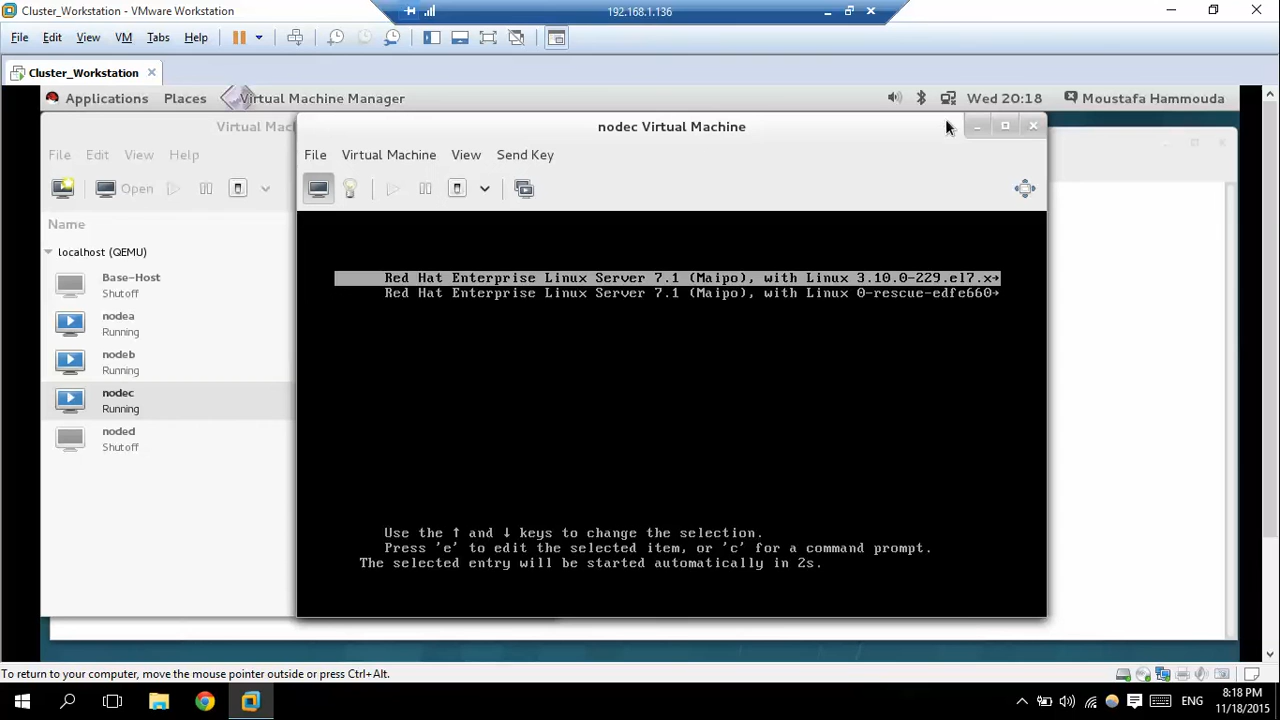 Cluster_Workstation - VMware Workstation
192.168.1.136
File Edit View VM Tabs Help
Cluster_Workstation
Applications Places Virtual Machine Manager Wed 20:18 Moustafa Hammouda
Virtual Mac
nodec Virtual Machine
File Edit View Help
File Virtual Machine View Send Key
Open
Name
localhost (QEMU)
Base-Host
Shutoff
nodea
Running
nodeb
Running
nodec
Running
noded
Shutoff
Red Hat Enterprise Linux Server 7.1 (Maipo), with Linux 3.10.0-229.el7.x→
Red Hat Enterprise Linux Server 7.1 (Maipo), with Linux 0-rescue-edfe660→
Use the ↑ and ↓ keys to change the selection.
Press 'e' to edit the selected item, or 'c' for a command prompt.
The selected entry will be started automatically in 2s.
To return to your computer, move the mouse pointer outside or press Ctrl+Alt.
ENG
8:18 PM
11/18/2015